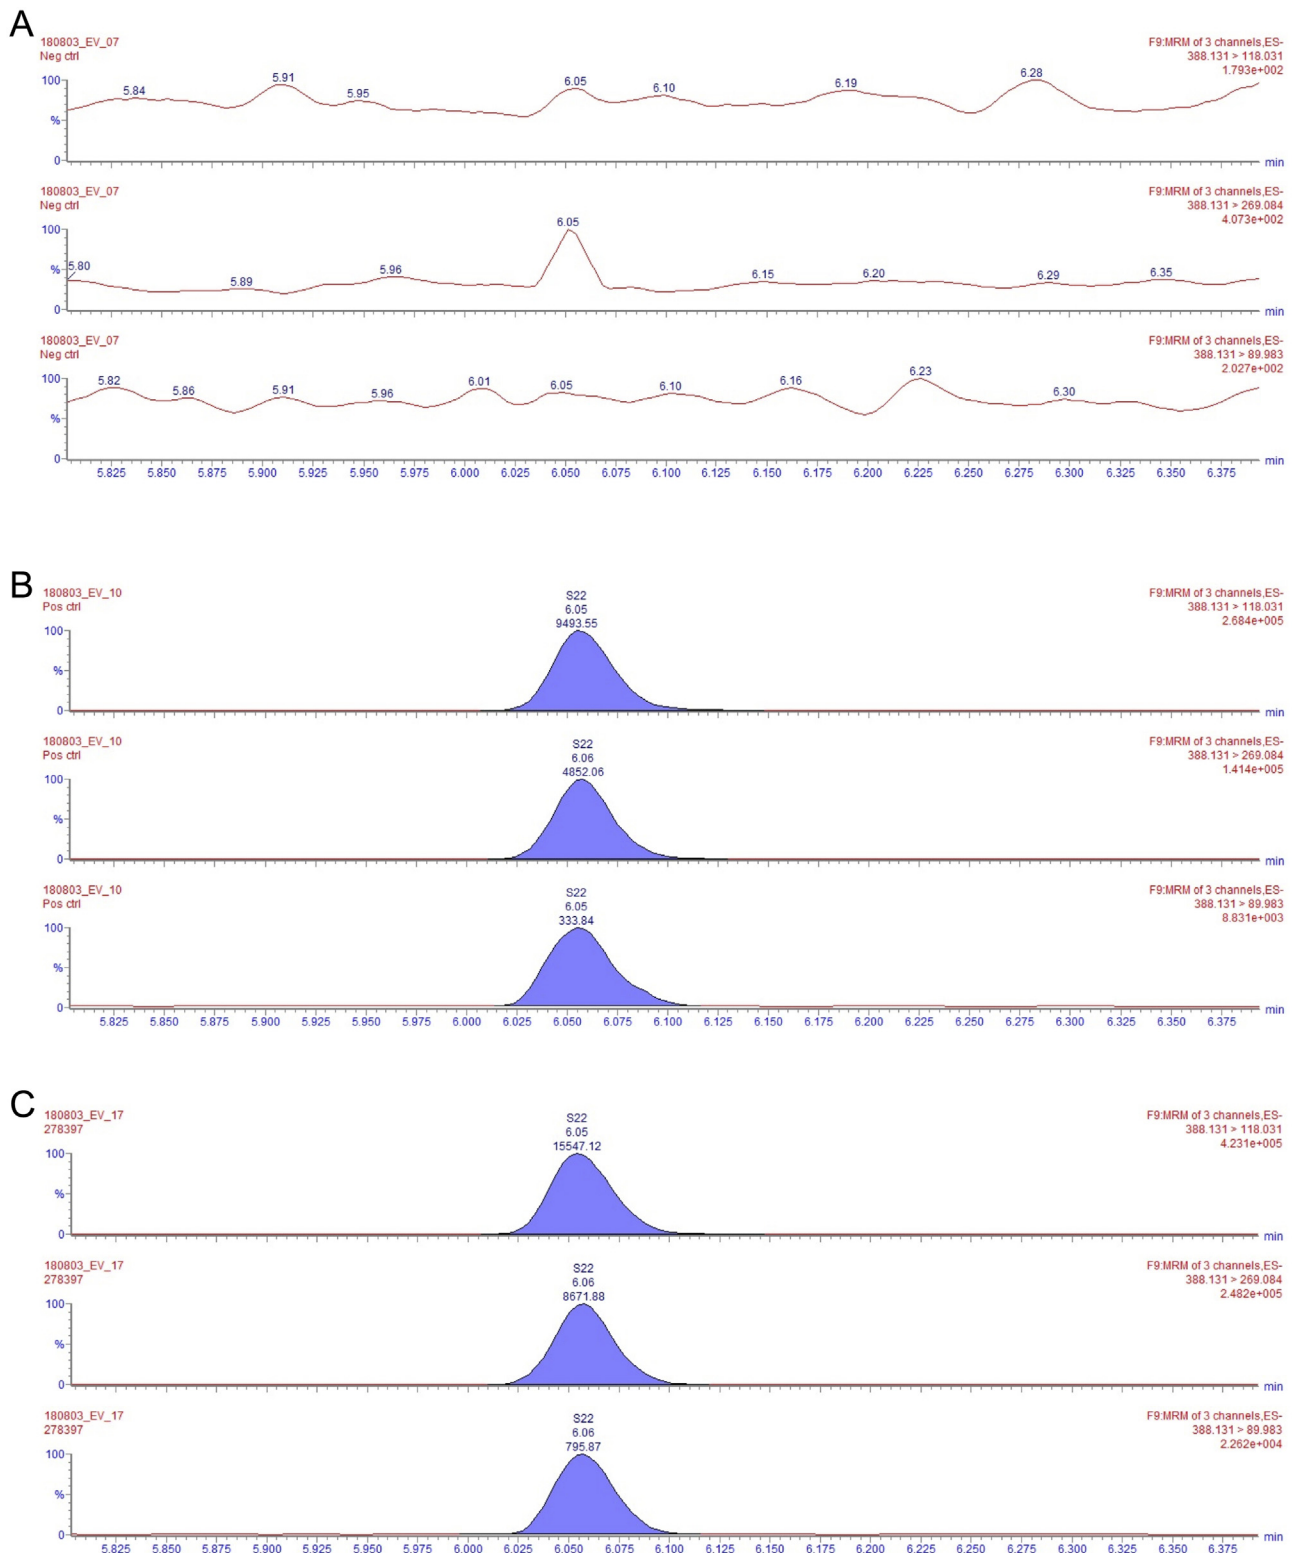 A
180803_EV_07
Neg ctrl
F9:MRM of 3 channels,ES-
388.131 > 118.031
1.793e+002
100
%
0
5.84
5.91
5.95
6.05
6.10
6.19
6.28
min
180803_EV_07
Neg ctrl
F9:MRM of 3 channels,ES-
388.131 > 269.084
4.073e+002
100
%
0
5.80
5.89
5.96
6.05
6.15
6.20
6.29
6.35
min
180803_EV_07
Neg ctrl
F9:MRM of 3 channels,ES-
388.131 > 89.983
2.027e+002
100
%
0
5.82
5.86
5.91
5.96
6.01
6.05
6.10
6.16
6.23
6.30
min
5.825 5.850 5.875 5.900 5.925 5.950 5.975 6.000 6.025 6.050 6.075 6.100 6.125 6.150 6.175 6.200 6.225 6.250 6.275 6.300 6.325 6.350 6.375
B
180803_EV_10
Pos ctrl
F9:MRM of 3 channels,ES-
388.131 > 118.031
2.684e+005
S22
6.05
9493.55
100
%
0
min
180803_EV_10
Pos ctrl
F9:MRM of 3 channels,ES-
388.131 > 269.084
1.414e+005
S22
6.06
4852.06
100
%
0
min
180803_EV_10
Pos ctrl
F9:MRM of 3 channels,ES-
388.131 > 89.983
8.831e+003
S22
6.05
333.84
100
%
0
min
5.825 5.850 5.875 5.900 5.925 5.950 5.975 6.000 6.025 6.050 6.075 6.100 6.125 6.150 6.175 6.200 6.225 6.250 6.275 6.300 6.325 6.350 6.375
C
180803_EV_17
278397
F9:MRM of 3 channels,ES-
388.131 > 118.031
4.231e+005
S22
6.05
15547.12
100
%
0
min
180803_EV_17
278397
F9:MRM of 3 channels,ES-
388.131 > 269.084
2.482e+005
S22
6.06
8671.88
100
%
0
min
180803_EV_17
278397
F9:MRM of 3 channels,ES-
388.131 > 89.983
2.262e+004
S22
6.06
795.87
100
%
0
min
5.825 5.850 5.875 5.900 5.925 5.950 5.975 6.000 6.025 6.050 6.075 6.100 6.125 6.150 6.175 6.200 6.225 6.250 6.275 6.300 6.325 6.350 6.375